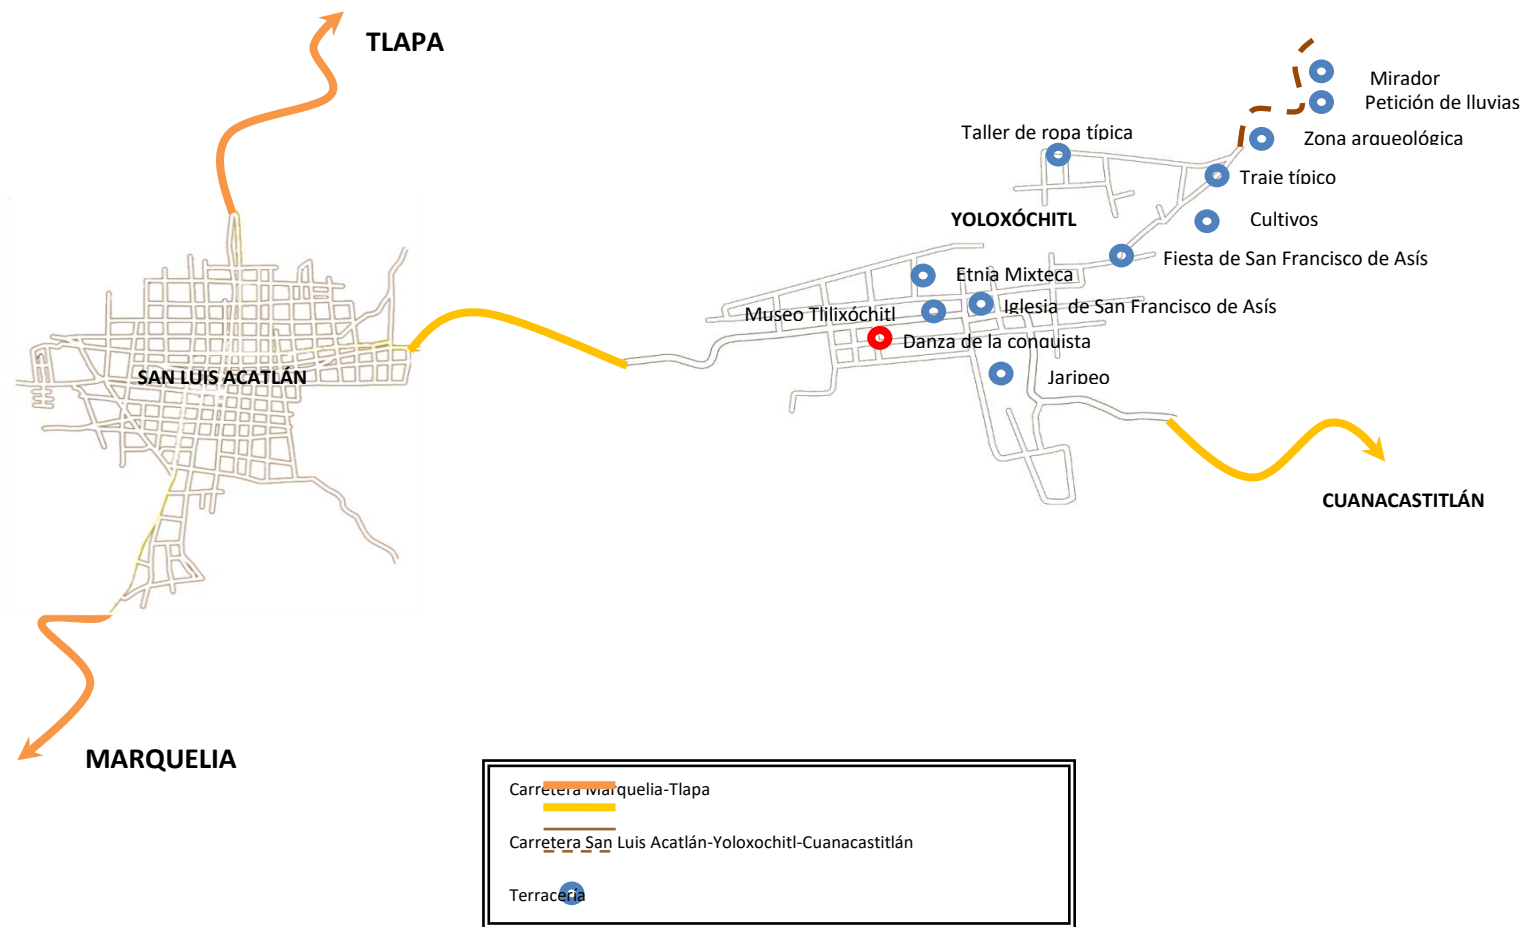 TLAPA
Mirador
Petición de lluvias
Taller de ropa típica
Zona arqueológica
Traje típico
YOLOXÓCHITL
Cultivos
Fiesta de San Francisco de Asís
Etnia Mixteca
Museo Tlilixóchitl
Iglesia de San Francisco de Asís
Danza de la conquista
SAN LUIS ACATLÁN
Jaripeo
CUANACASTITLÁN
MARQUELIA
Carretera Marquelia-Tlapa
Carretera San Luis Acatlán-Yoloxochitl-Cuanacastitlán
Terracería